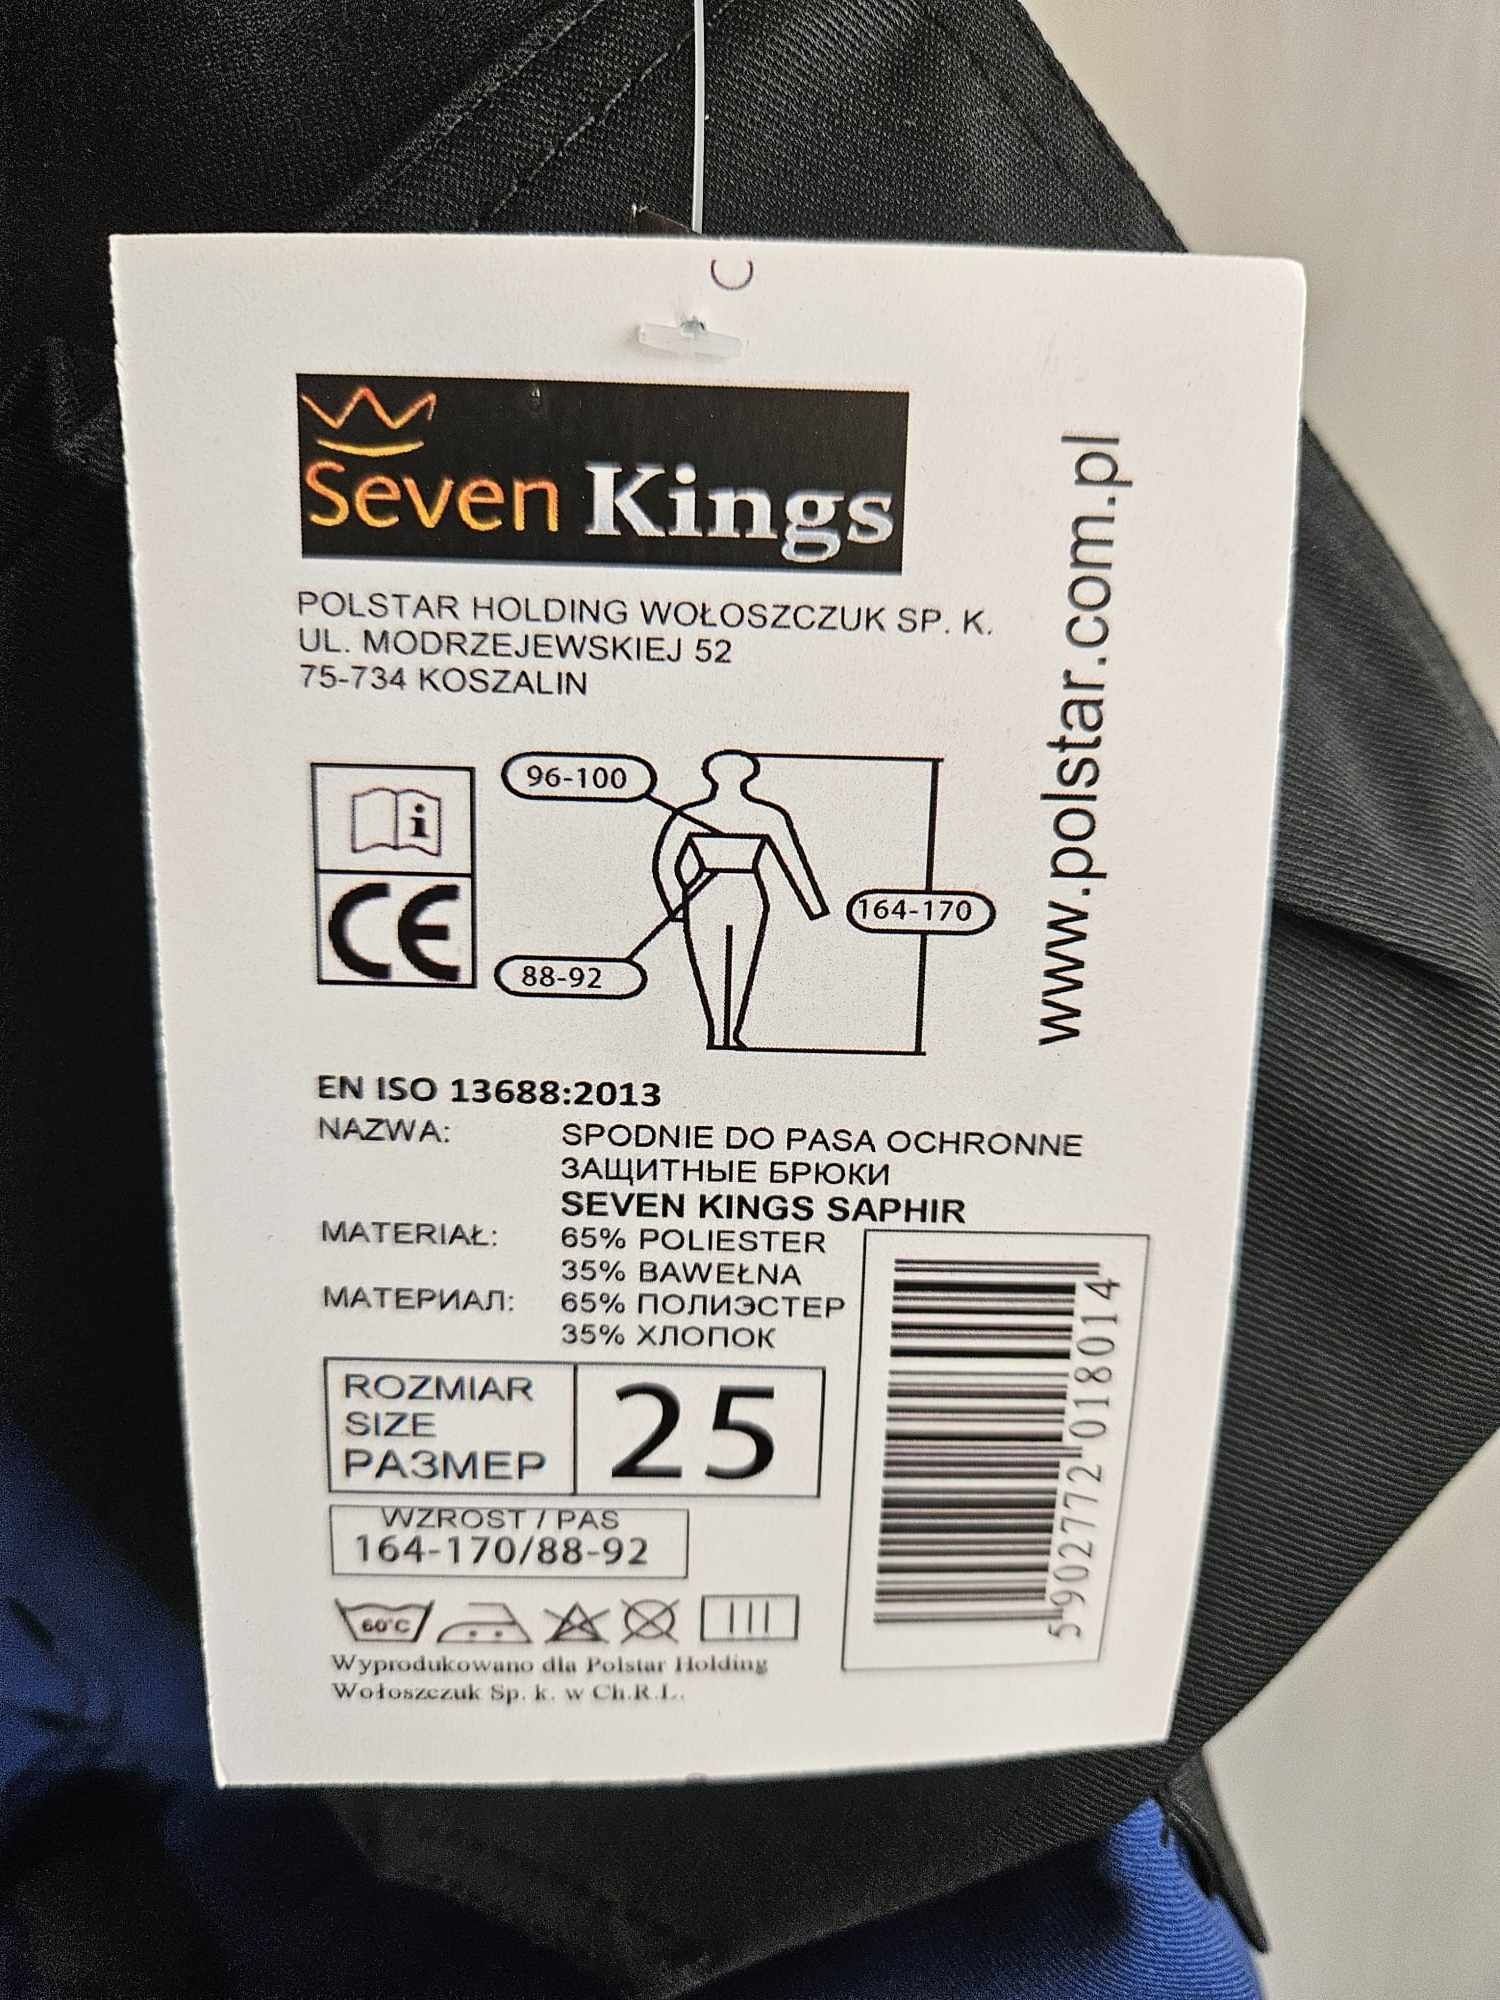 Seven Kings
POLSTAR HOLDING WOŁOSZCZUK SP. K.
UL. MODRZEJEWSKIEJ 52
75-734 KOSZALIN
www.polstar.com.pl
i
CE
96-100
164-170
88-92
EN ISO 13688:2013
NAZWA: SPODNIE DO PASA OCHRONNE
ЗАЩИТНЫЕ БРЮКИ
SEVEN KINGS SAPHIR
MATERIAŁ: 65% POLIESTER
35% BAWEŁNA
МАТЕРИАЛ: 65% ПОЛИЭСТЕР
35% ХЛОПОК
ROZMIAR
SIZE
РАЗМЕР
25
WZROST / PAS
164-170/88-92
60°C
Wyprodukowano dla Polstar Holding
Wołoszczuk Sp. k. w Ch.R.L.
5 902772 018014